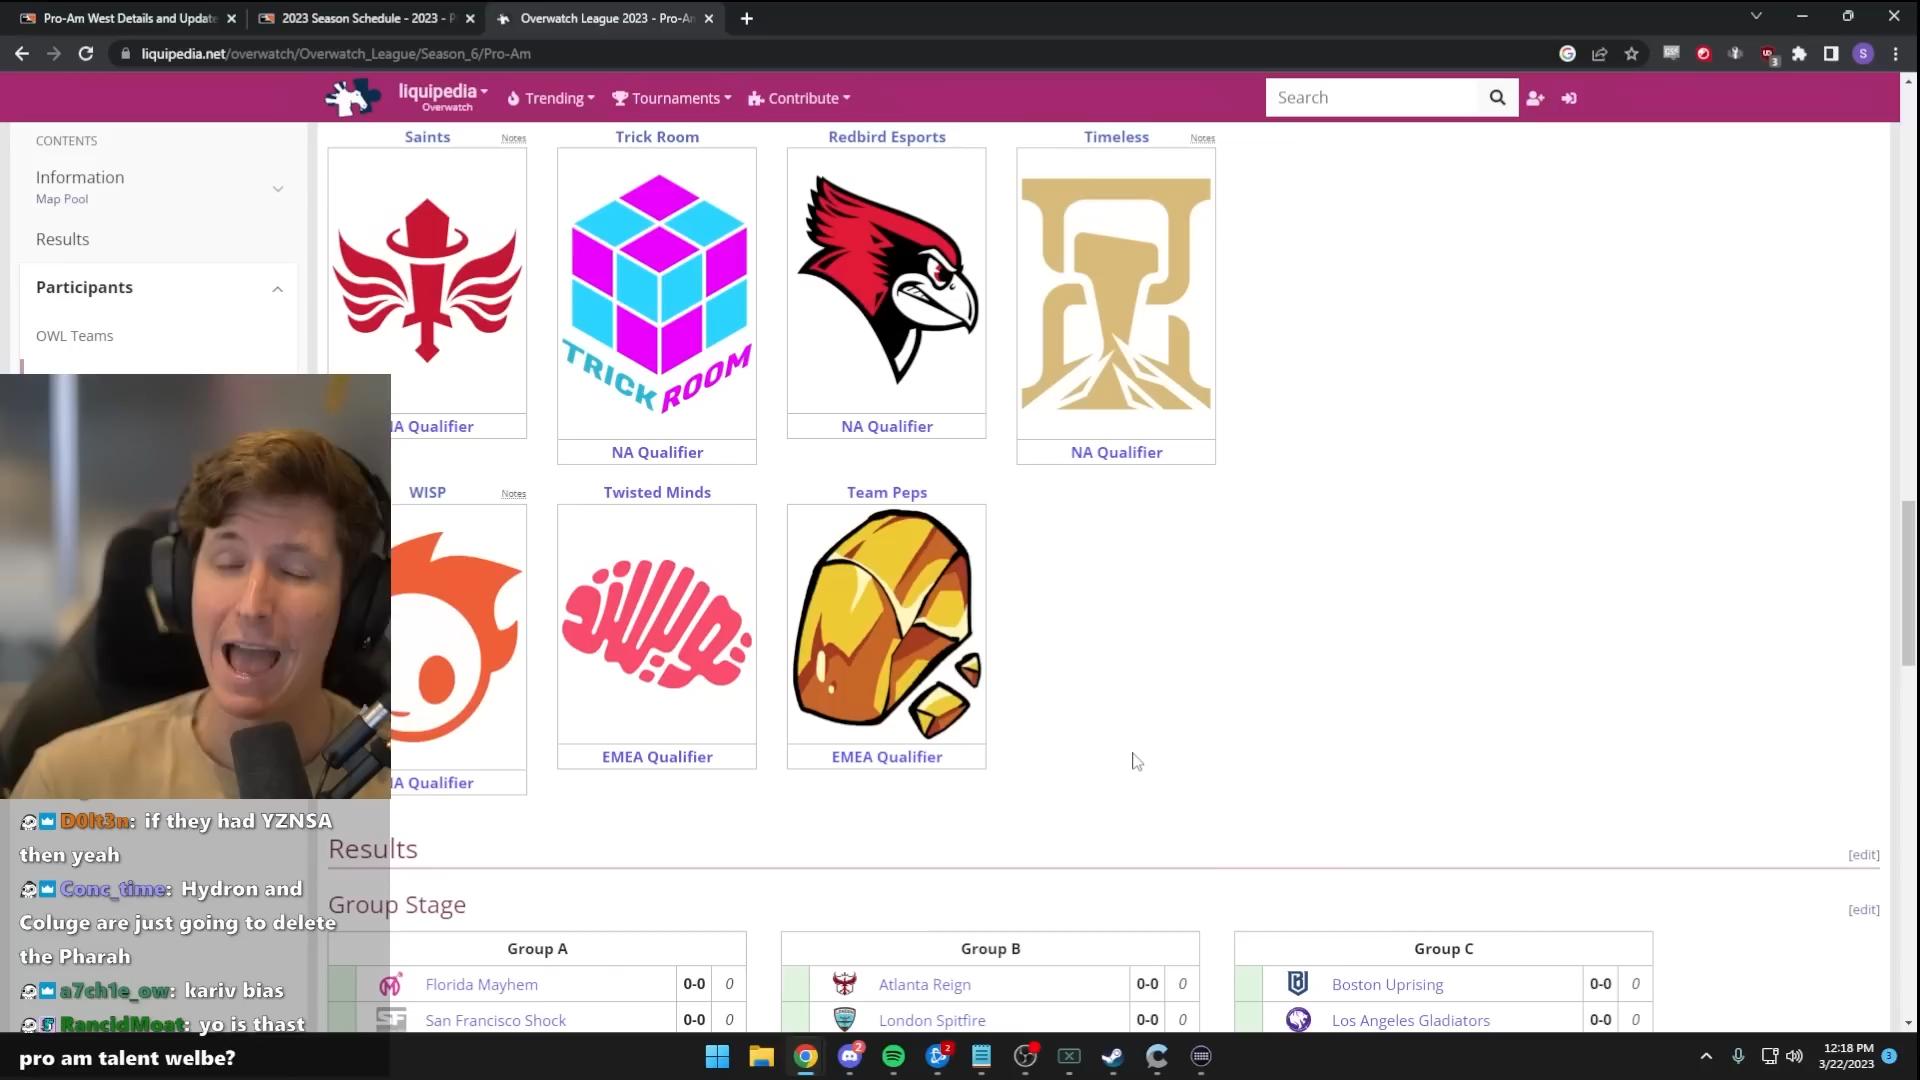 Pro-Am West Details and Update
2023 Season Schedule - 2023 - P
Overwatch League 2023 - Pro-Am
liquipedia.net/overwatch/Overwatch_League/Season_6/Pro-Am
liquipedia
Overwatch
Trending
Tournaments
Contribute
Search
CONTENTS
Information
Map Pool
Results
Participants
OWL Teams
Saints
Notes
Trick Room
Redbird Esports
Timeless
Notes
TRICK ROOM
NA Qualifier
NA Qualifier
NA Qualifier
NA Qualifier
WISP
Notes
Twisted Minds
Team Peps
A Qualifier
EMEA Qualifier
EMEA Qualifier
Results
[edit]
Group Stage
[edit]
Group A
Group B
Group C
Florida Mayhem 0-0 0
Atlanta Reign 0-0 0
Boston Uprising 0-0 0
San Francisco Shock 0-0 0
London Spitfire 0-0 0
Los Angeles Gladiators 0-0 0
D0lt3n: if they had YZNSA
then yeah
Conc_time: Hydron and
Coluge are just going to delete
the Pharah
a7ch1e_ow: kariv bias
RancidMoat: yo is thast
pro am talent welbe?
12:18 PM
3/22/2023